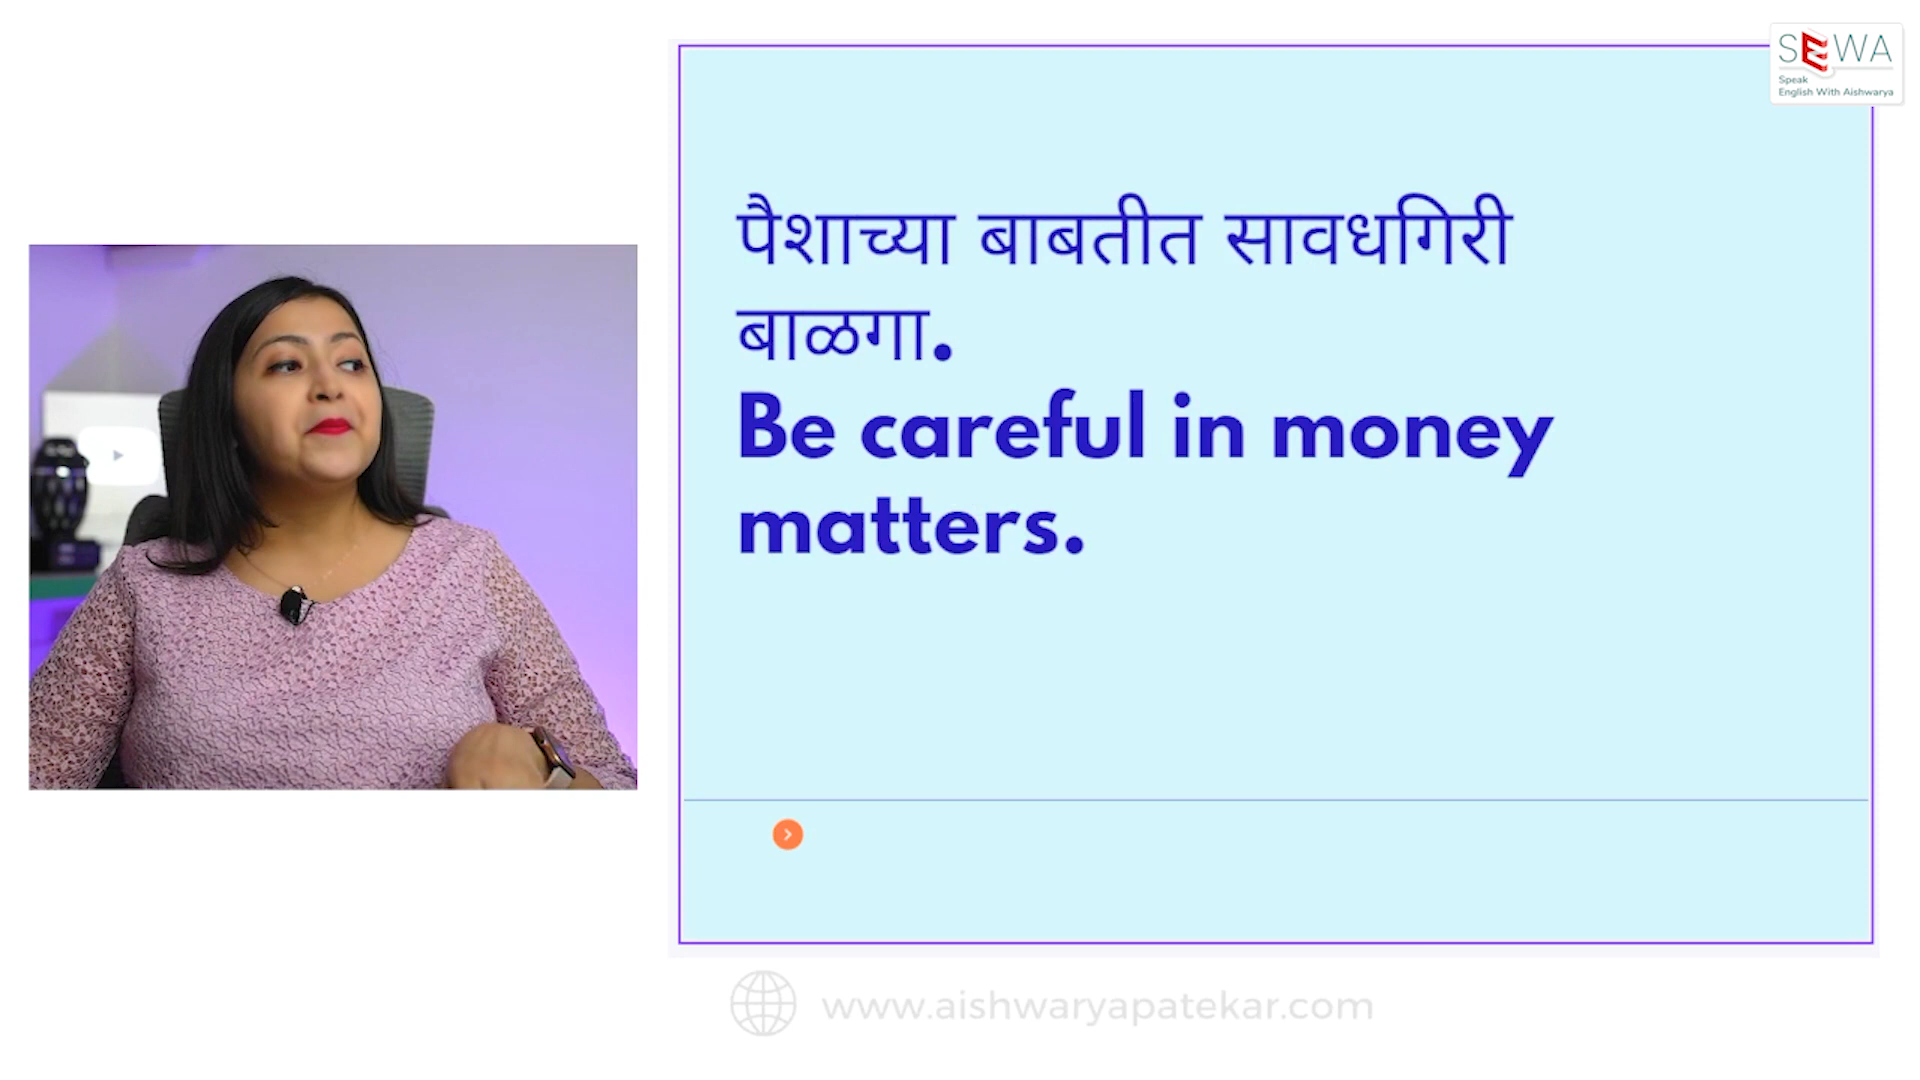 SEWA
Speak
English With Aishwarya
पैशाच्या बाबतीत सावधगिरी
बाळगा.
Be careful in money
matters.
www.aishwaryapatekar.com